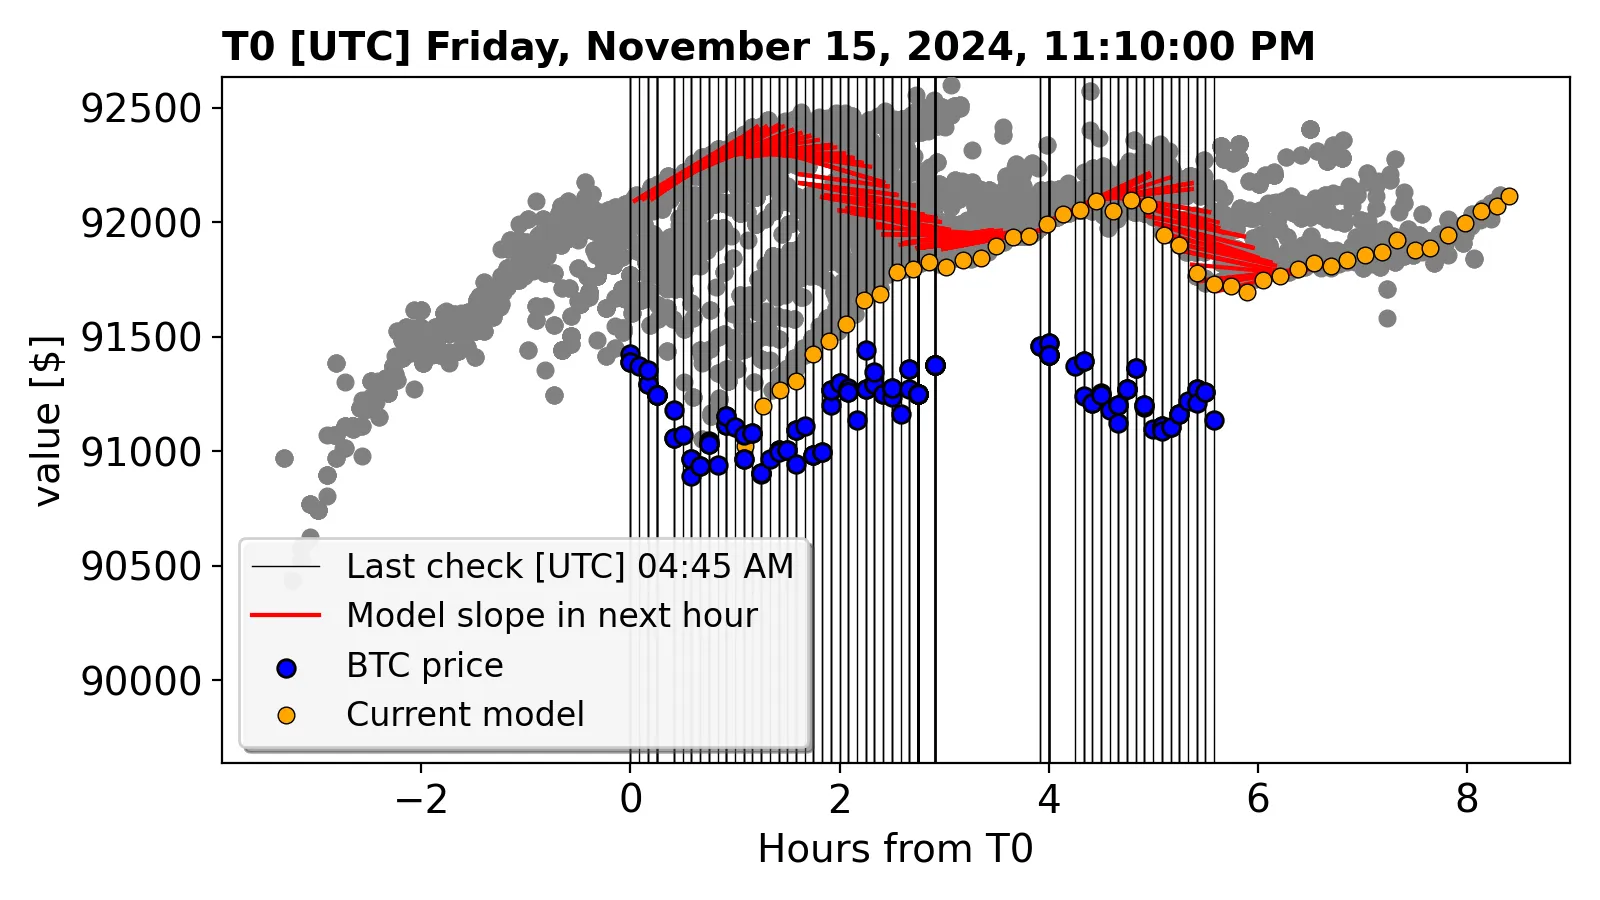 T0 [UTC] Friday, November 15, 2024, 11:10:00 PM
92500
92000
91500
91000
90500
90000
value [$]
Last check [UTC] 04:45 AM
Model slope in next hour
BTC price
Current model
−2 0 2 4 6 8
Hours from T0